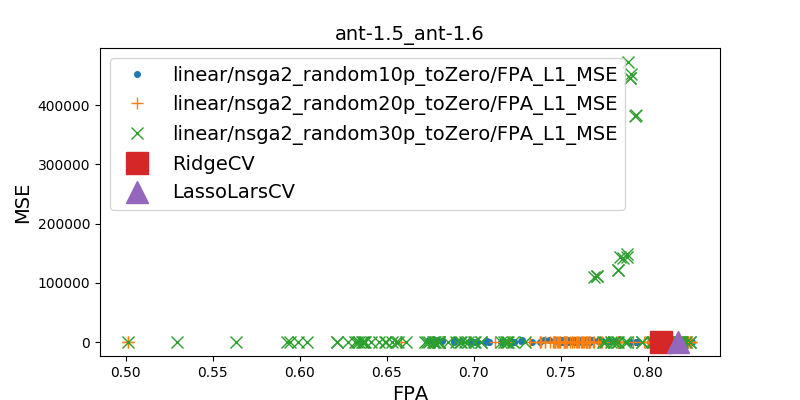 ant-1.5_ant-1.6
linear/nsga2_random10p_toZero/FPA_L1_MSE
linear/nsga2_random20p_toZero/FPA_L1_MSE
linear/nsga2_random30p_toZero/FPA_L1_MSE
RidgeCV
LassoLarsCV
MSE
400000
300000
200000
100000
0
0.50 0.55 0.60 0.65 0.70 0.75 0.80
FPA